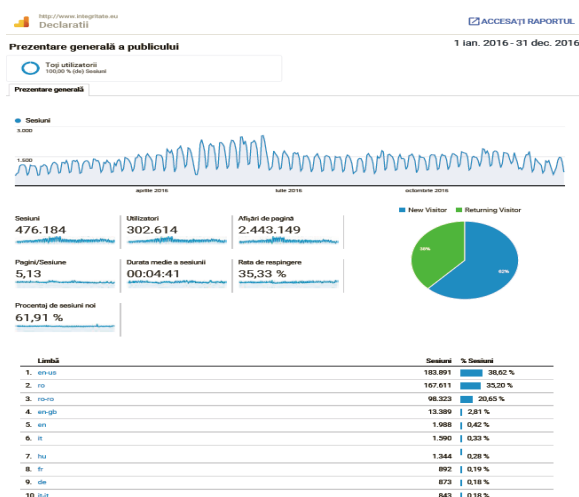 http://www.integritate.eu
Declaratii
ACCESAȚI RAPORTUL
Prezentare generală a publicului
1 ian. 2016 - 31 dec. 2016
Toți utilizatorii
100,00 % (de) Sesiuni
Prezentare generală
Sesiuni
3.000
1.500
aprilie 2016
iulie 2016
octombrie 2016
Sesiuni
476.184
Utilizatori
302.614
Afișări de pagină
2.443.149
Pagini/Sesiune
5,13
Durata medie a sesiunii
00:04:41
Rata de respingere
35,33 %
Procentaj de sesiuni noi
61,91 %
New Visitor
Returning Visitor
38%
62%
Limbă Sesiuni % Sesiuni
1. en-us 183.891 38,62 %
2. ro 167.611 35,20 %
3. ro-ro 98.323 20,65 %
4. en-gb 13.389 2,81 %
5. en 1.988 0,42 %
6. it 1.590 0,33 %
7. hu 1.344 0,28 %
8. fr 892 0,19 %
9. de 873 0,18 %
10. it-it 843 0,18 %